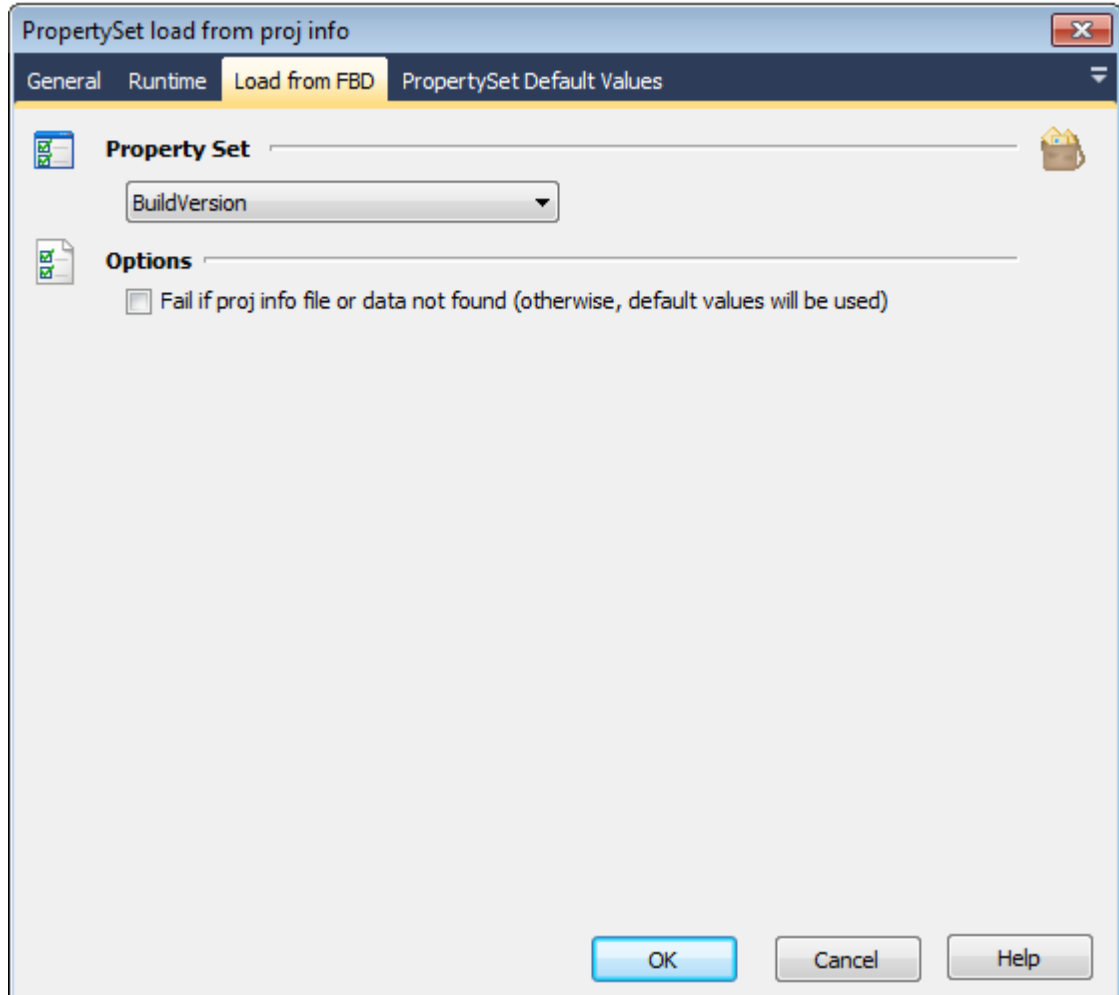 PropertySet load from proj info
General Runtime Load from FBD PropertySet Default Values
Property Set
BuildVersion
Options
Fail if proj info file or data not found (otherwise, default values will be used)
OK Cancel Help